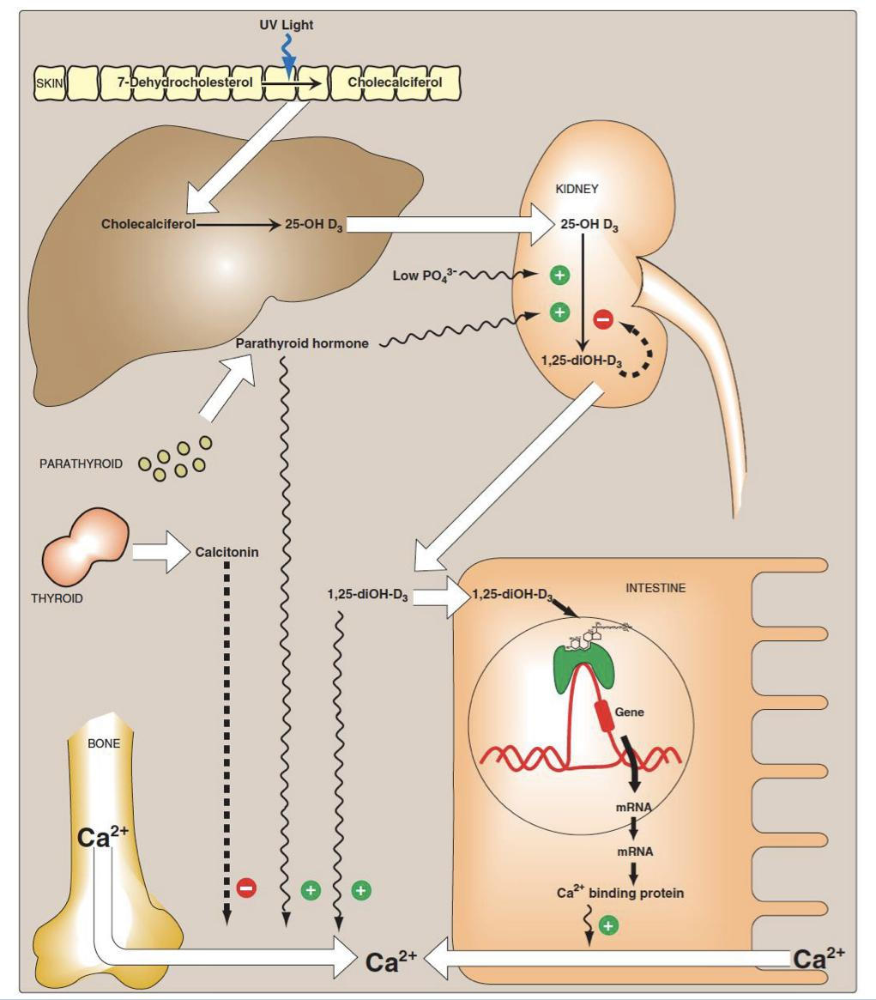 UV Light
SKIN
7-Dehydrocholesterol
Cholecalciferol
KIDNEY
Cholecalciferol
25-OH D₃
25-OH D₃
Low PO₄³⁻
Parathyroid hormone
1,25-diOH-D₃
PARATHYROID
Calcitonin
THYROID
1,25-diOH-D₃
1,25-diOH-D₃
INTESTINE
Gene
BONE
mRNA
Ca²⁺
mRNA
Ca²⁺ binding protein
Ca²⁺
Ca²⁺